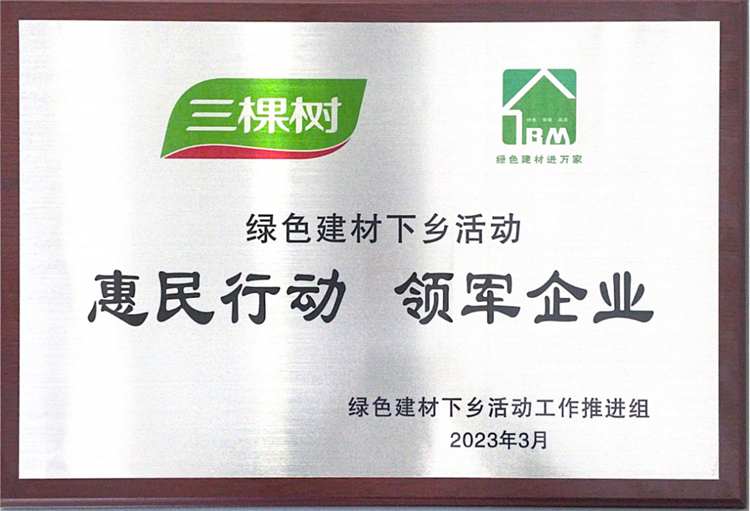 三棵树
BM
绿色建材进万家
绿色建材下乡活动
惠民行动 领军企业
绿色建材下乡活动工作推进组
2023年3月